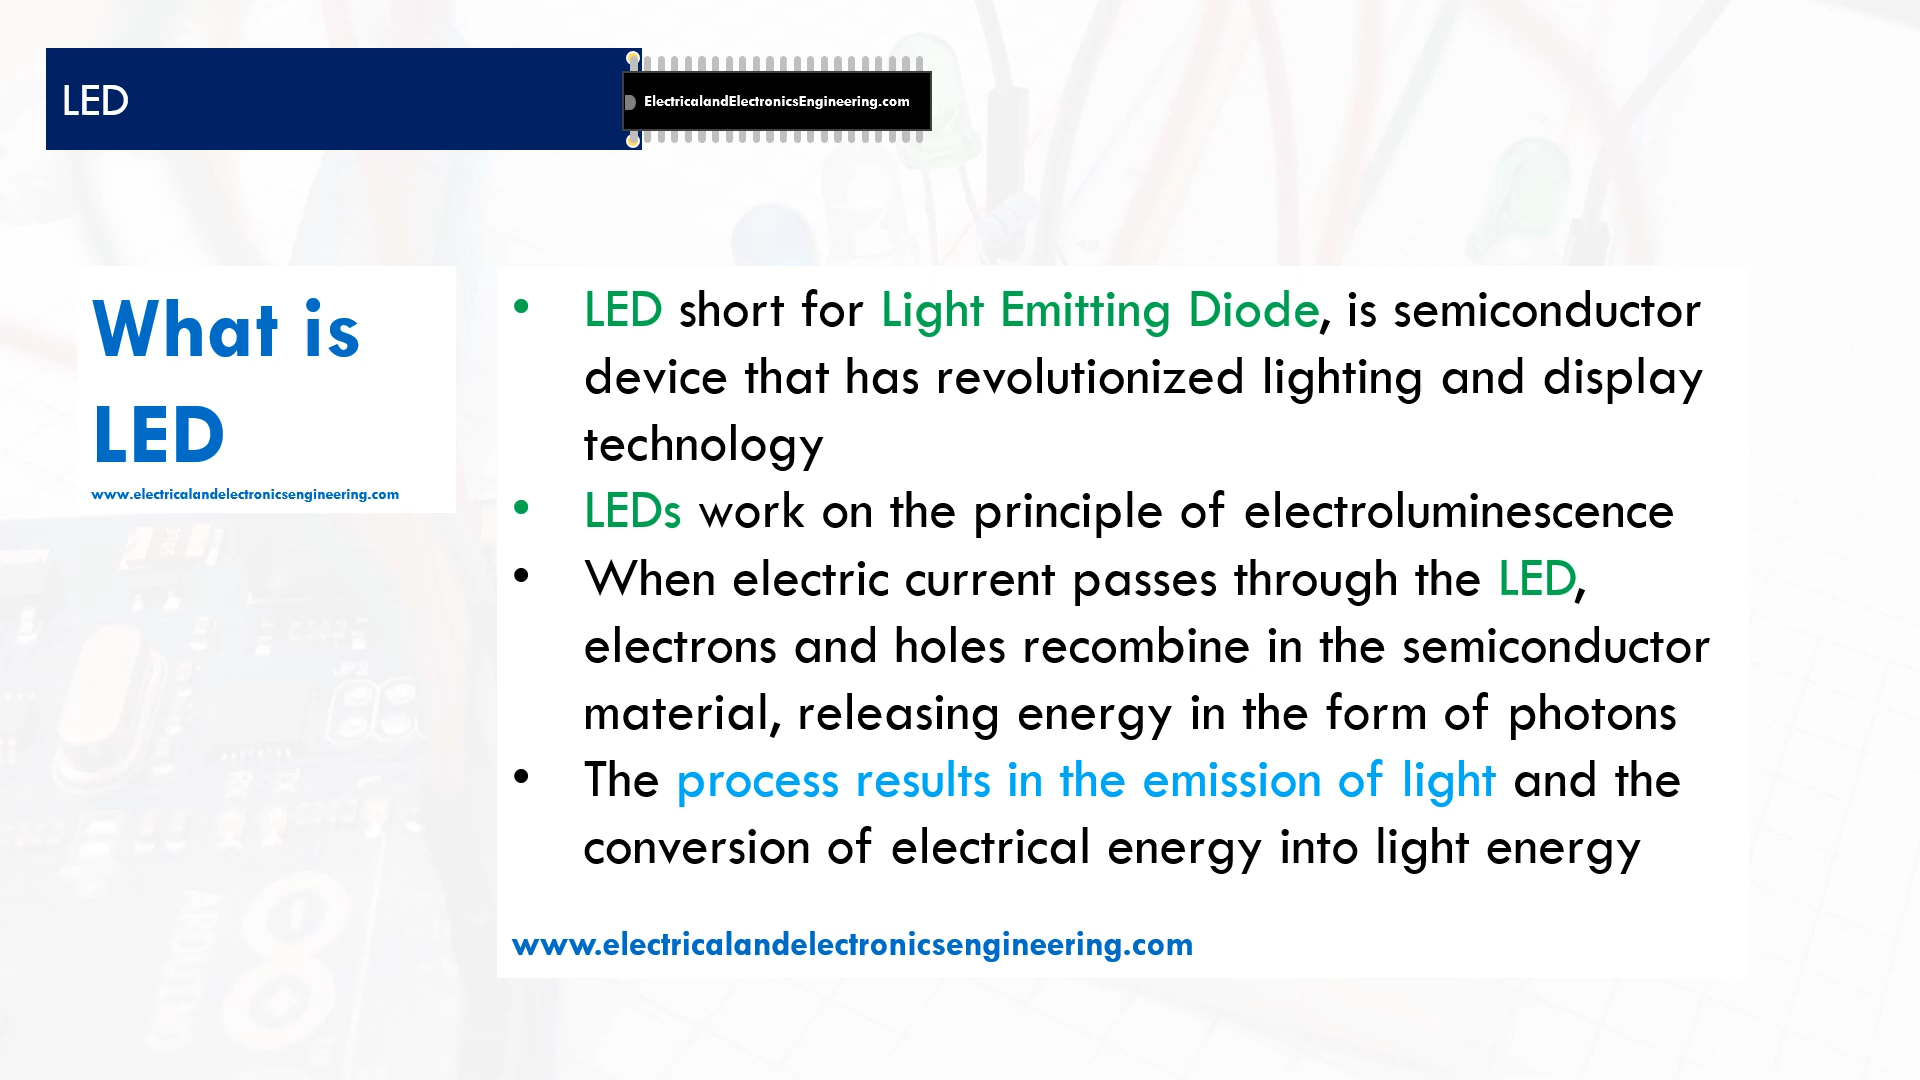 LED
ElectricalandElectronicsEngineering.com
What is
LED
www.electricalandelectronicsengineering.com
• LED short for Light Emitting Diode, is semiconductor
device that has revolutionized lighting and display
technology
• LEDs work on the principle of electroluminescence
• When electric current passes through the LED,
electrons and holes recombine in the semiconductor
material, releasing energy in the form of photons
• The process results in the emission of light and the
conversion of electrical energy into light energy
www.electricalandelectronicsengineering.com
ARDUINO